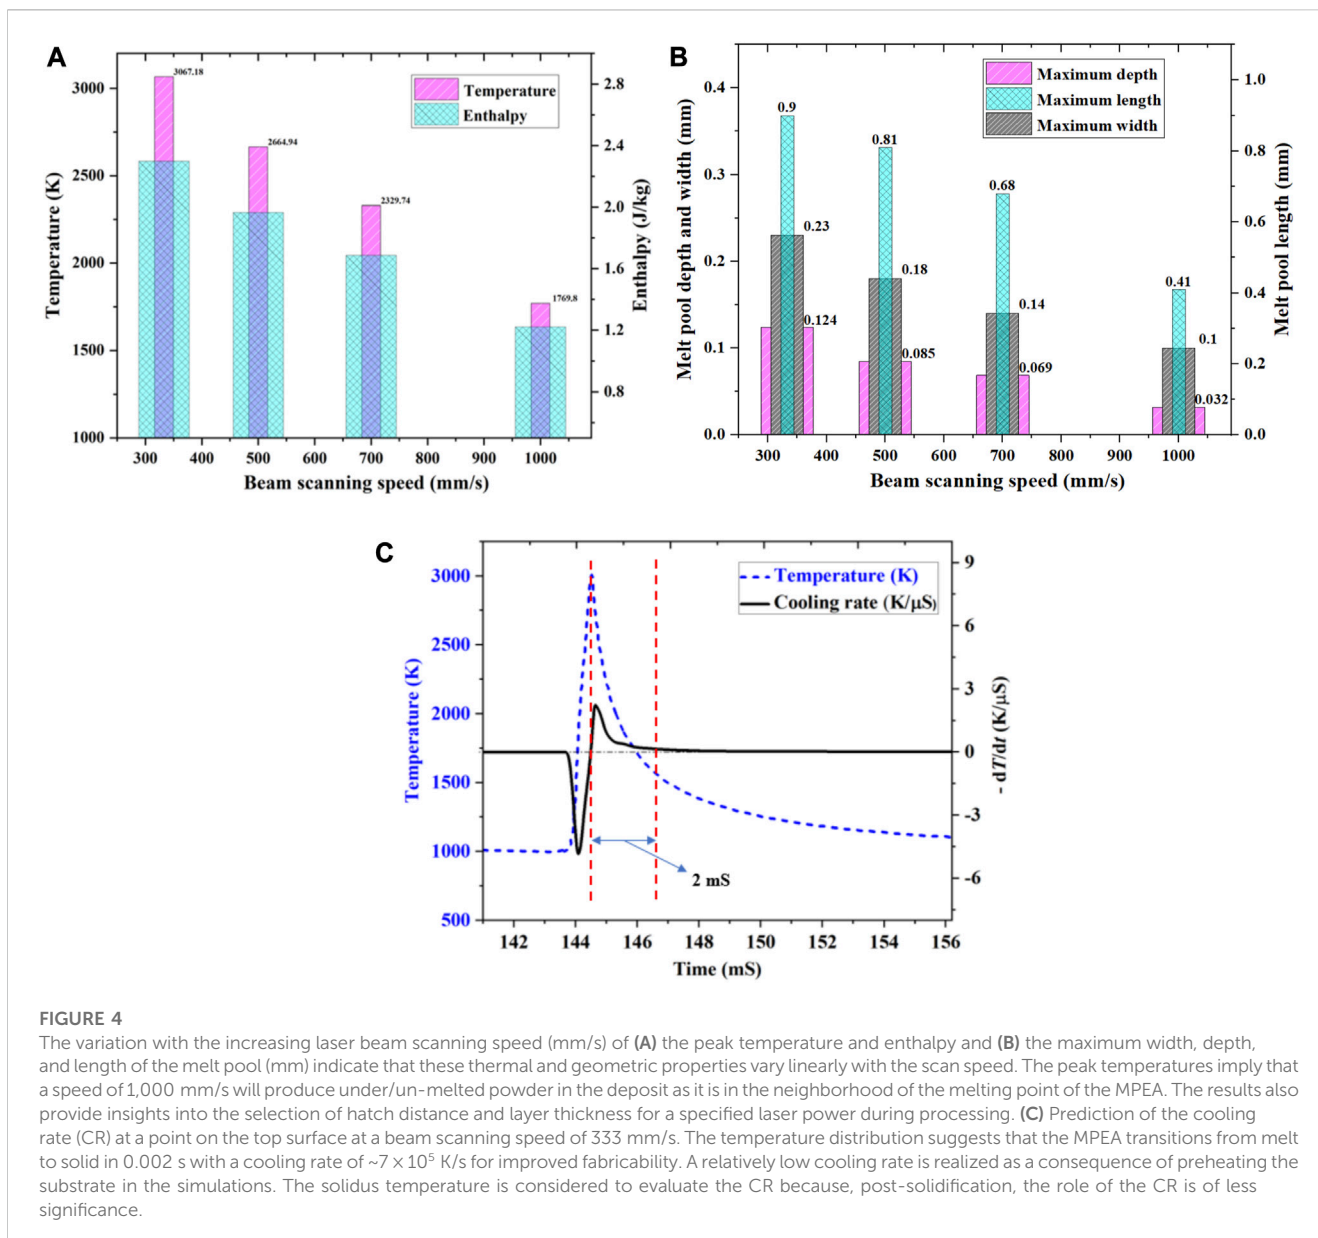 A
3067.18
2664.94
2329.74
1769.8
Temperature
Enthalpy
3000
2500
2000
1500
1000
Temperature (K)
2.8
2.4
2.0
1.6
1.2
0.8
Enthalpy (J/kg)
300 400 500 600 700 800 900 1000
Beam scanning speed (mm/s)
B
Maximum depth
Maximum length
Maximum width
0.4
0.3
0.2
0.1
0.0
Melt pool depth and width (mm)
0.9
0.81
0.68
0.41
0.23
0.18
0.14
0.1
0.124
0.085
0.069
0.032
1.0
0.8
0.6
0.4
0.2
0.0
Melt pool length (mm)
300 400 500 600 700 800 1000
Beam scanning speed (mm/s)
C
Temperature (K)
Cooling rate (K/μS)
3000
2500
2000
1500
1000
500
Temperature (K)
9
6
3
0
-3
-6
- dT/dt (K/μS)
2 mS
142 144 146 148 150 152 154 156
Time (mS)
FIGURE 4
The variation with the increasing laser beam scanning speed (mm/s) of (A) the peak temperature and enthalpy and (B) the maximum width, depth,
and length of the melt pool (mm) indicate that these thermal and geometric properties vary linearly with the scan speed. The peak temperatures imply that
a speed of 1,000 mm/s will produce under/un-melted powder in the deposit as it is in the neighborhood of the melting point of the MPEA. The results also
provide insights into the selection of hatch distance and layer thickness for a specified laser power during processing. (C) Prediction of the cooling
rate (CR) at a point on the top surface at a beam scanning speed of 333 mm/s. The temperature distribution suggests that the MPEA transitions from melt
to solid in 0.002 s with a cooling rate of ~7 × 10⁵ K/s for improved fabricability. A relatively low cooling rate is realized as a consequence of preheating the
substrate in the simulations. The solidus temperature is considered to evaluate the CR because, post-solidification, the role of the CR is of less
significance.